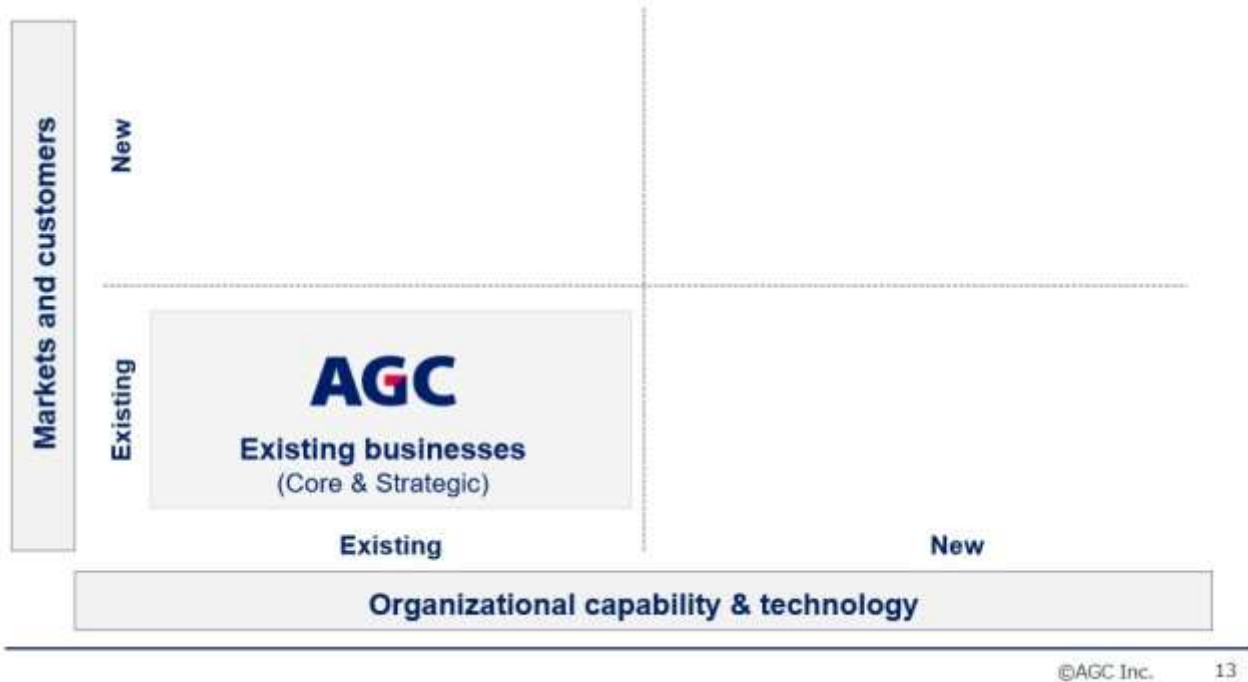 Markets and customers
New
Existing
AGC
Existing businesses
(Core & Strategic)
Existing
New
Organizational capability & technology
©AGC Inc.
13